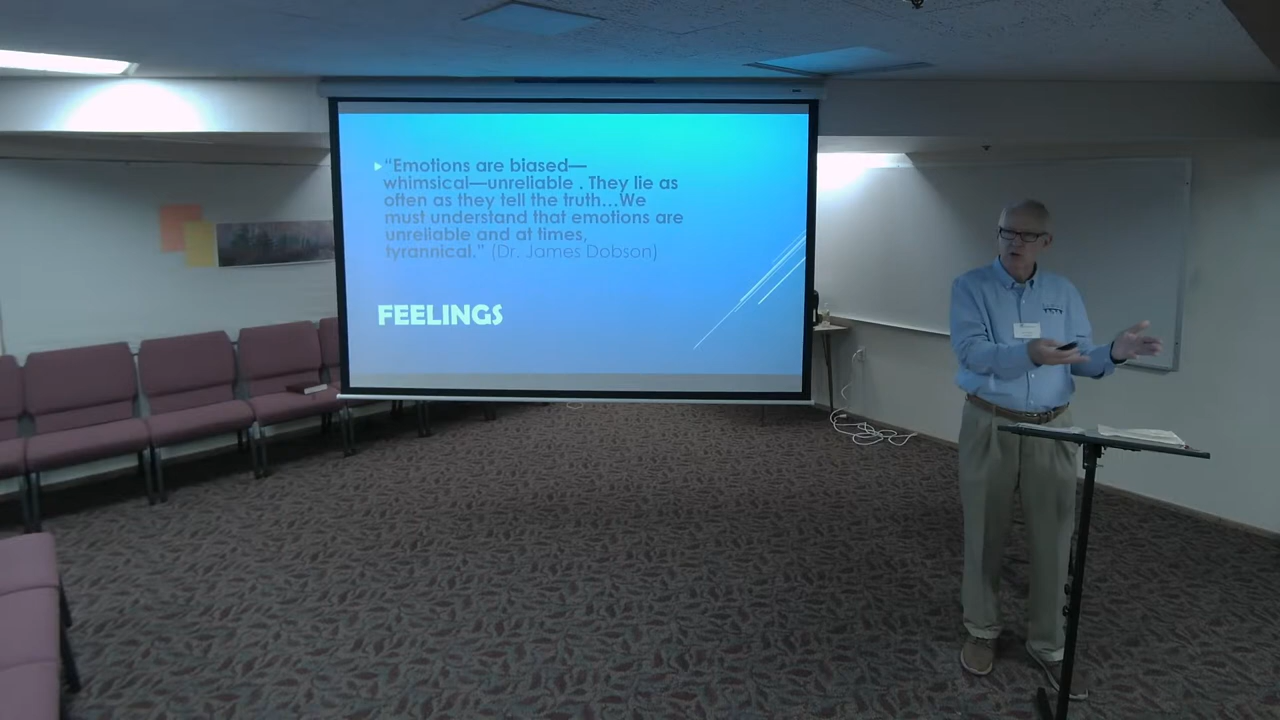 “Emotions are biased—
whimsical—unreliable . They lie as
often as they tell the truth…We
must understand that emotions are
unreliable and at times,
tyrannical.” (Dr. James Dobson)
FEELINGS